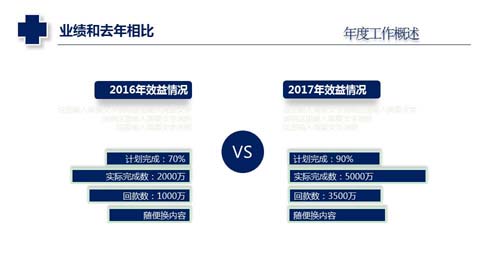 业绩和去年相比
年度工作概述
2016年效益情况
2017年效益情况
VS
计划完成：70%
实际完成数：2000万
回款数：1000万
随便换内容
计划完成：90%
实际完成数：5000万
回款数：3500万
随便换内容